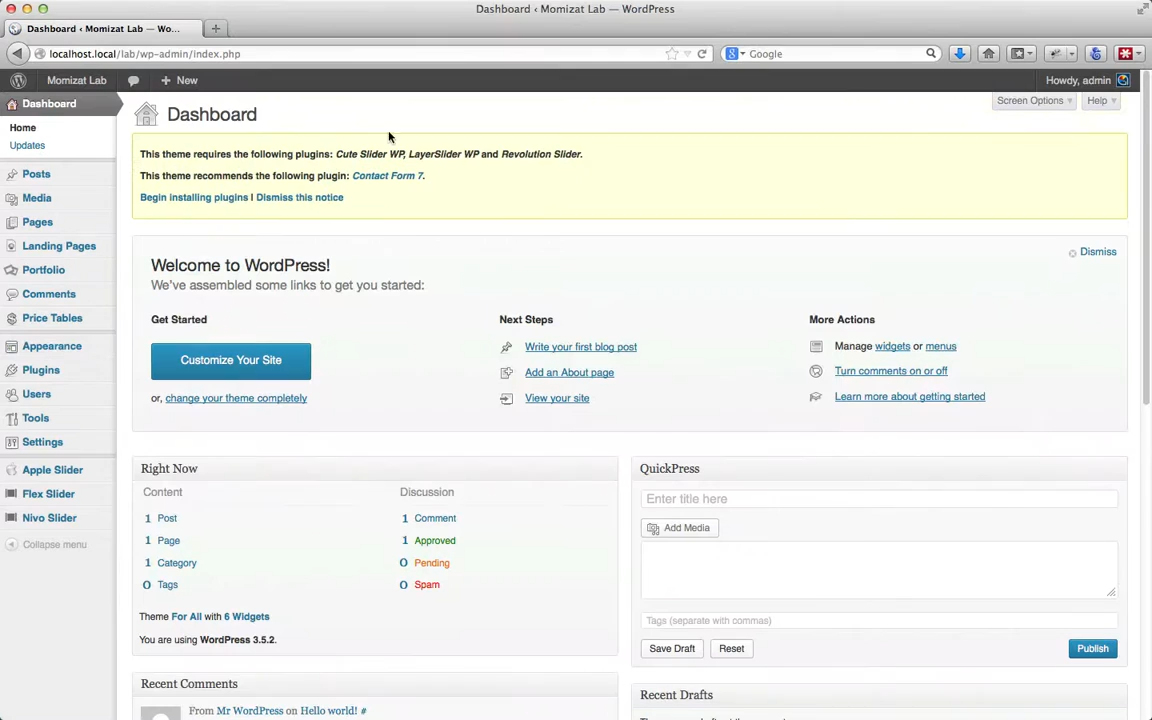 Dashboard ‹ Momizat Lab — WordPress
Dashboard ‹ Momizat Lab — Wo...
localhost.local/lab/wp-admin/index.php
Google
Momizat Lab
New
Howdy, admin
Dashboard
Home
Updates
Posts
Media
Pages
Landing Pages
Portfolio
Comments
Price Tables
Appearance
Plugins
Users
Tools
Settings
Apple Slider
Flex Slider
Nivo Slider
Collapse menu
Screen Options
Help
Dashboard
This theme requires the following plugins: Cute Slider WP, LayerSlider WP and Revolution Slider.
This theme recommends the following plugin: Contact Form 7.
Begin installing plugins | Dismiss this notice
Dismiss
Welcome to WordPress!
We've assembled some links to get you started:
Get Started
Customize Your Site
or, change your theme completely
Next Steps
Write your first blog post
Add an About page
View your site
More Actions
Manage widgets or menus
Turn comments on or off
Learn more about getting started
Right Now
Content
1 Post
1 Page
1 Category
0 Tags
Discussion
1 Comment
1 Approved
0 Pending
0 Spam
Theme For All with 6 Widgets
You are using WordPress 3.5.2.
QuickPress
Enter title here
Add Media
Tags (separate with commas)
Save Draft
Reset
Publish
Recent Comments
From Mr WordPress on Hello world! #
Recent Drafts